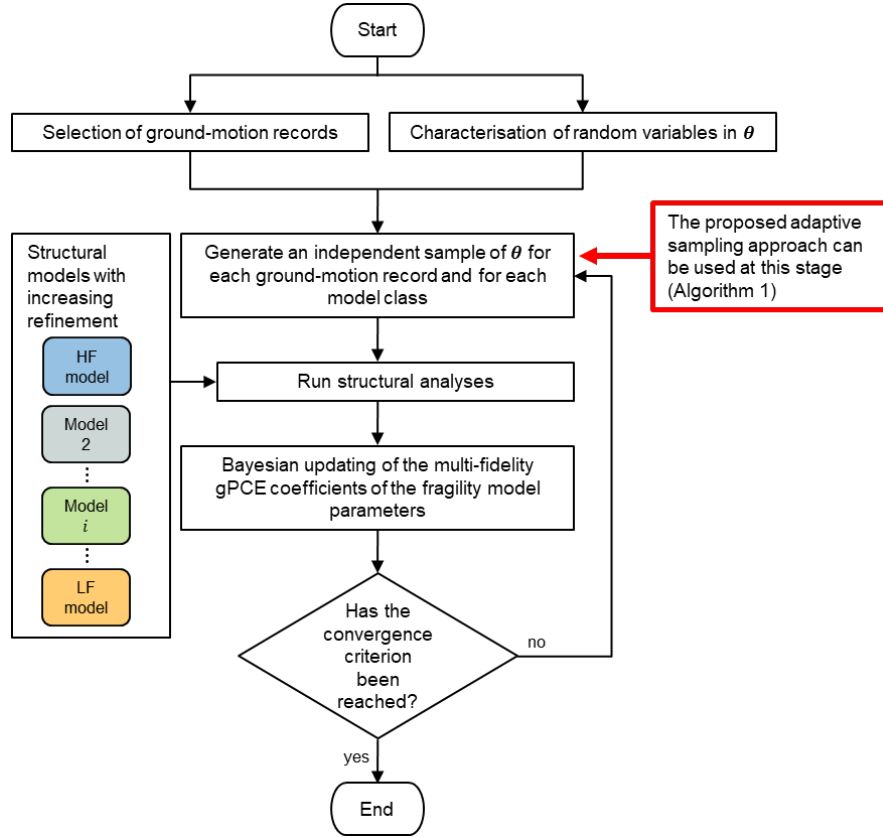 Start
Selection of ground-motion records
Characterisation of random variables in θ
Generate an independent sample of θ for
each ground-motion record and for each
model class
The proposed adaptive
sampling approach can
be used at this stage
(Algorithm 1)
Structural
models with
increasing
refinement
HF
model
Model
2
Model
i
LF
model
Run structural analyses
Bayesian updating of the multi-fidelity
gPCE coefficients of the fragility model
parameters
Has the
convergence
criterion
been
reached?
no
yes
End